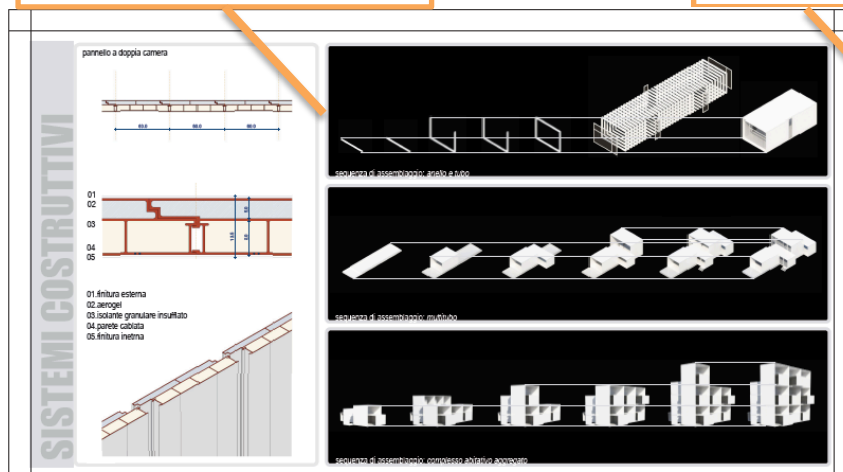 SISTEMI COSTRUTTIVI
pannello a doppia camera
60.0 60.0 60.0
01
02
03
04
05
01.finitura esterna
02.aerogel
03.isolante granulare insufflato
04.parete cablata
05.finitura inetrna
sequenza di assemblaggio: anello e tubo
sequenza di assemblaggio: multitubo
sequenza di assemblaggio: complesso abitativo aggregato